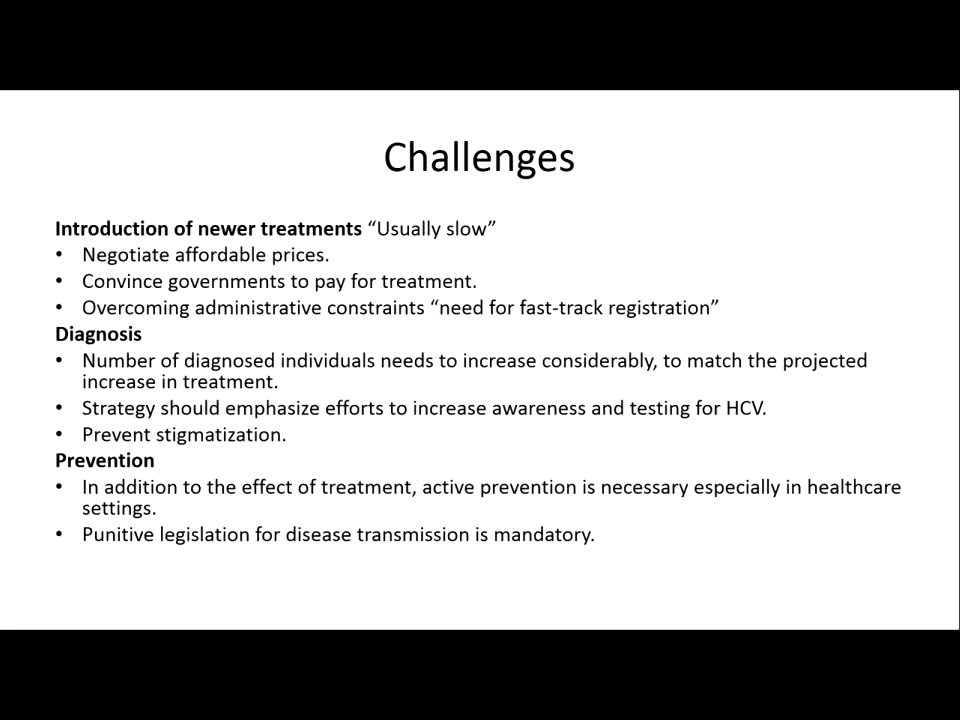 Challenges
Introduction of newer treatments “Usually slow”
• Negotiate affordable prices.
• Convince governments to pay for treatment.
• Overcoming administrative constraints “need for fast-track registration”
Diagnosis
• Number of diagnosed individuals needs to increase considerably, to match the projected
increase in treatment.
• Strategy should emphasize efforts to increase awareness and testing for HCV.
• Prevent stigmatization.
Prevention
• In addition to the effect of treatment, active prevention is necessary especially in healthcare
settings.
• Punitive legislation for disease transmission is mandatory.